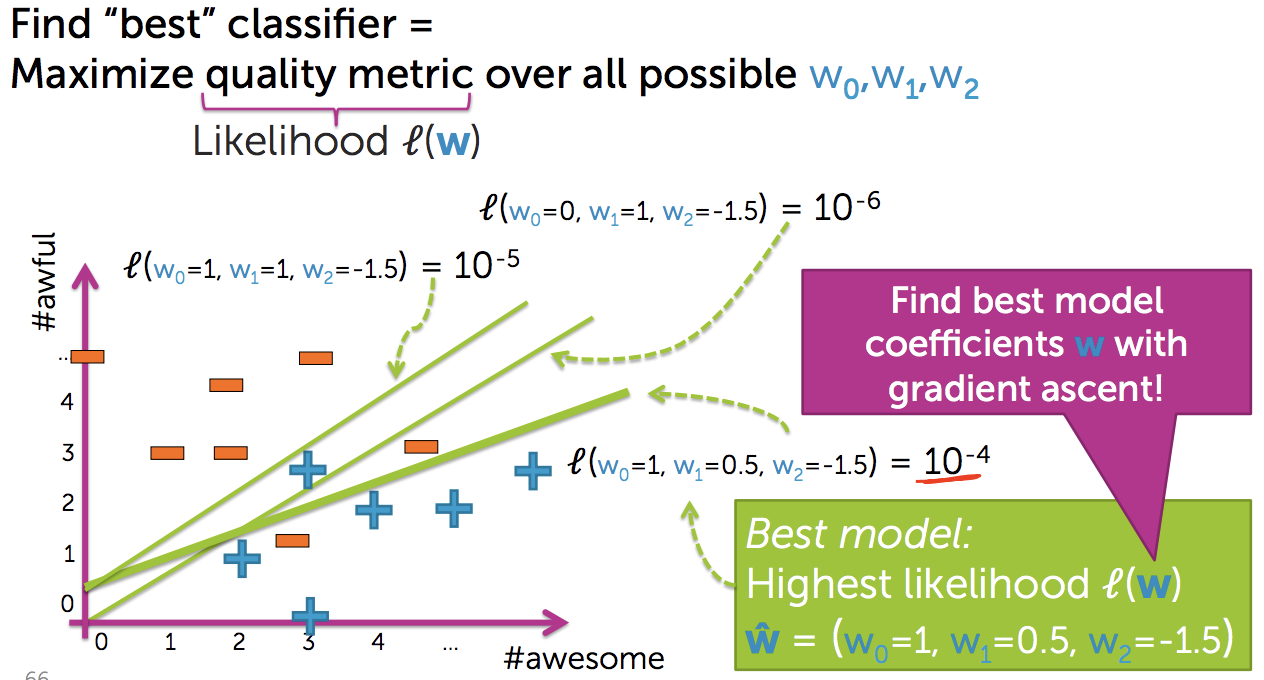 Find “best” classifier =
Maximize quality metric over all possible w₀,w₁,w₂
Likelihood ℓ(w)
ℓ(w₀=0, w₁=1, w₂=-1.5) = 10⁻⁶
ℓ(w₀=1, w₁=1, w₂=-1.5) = 10⁻⁵
#awful
Find best model
coefficients w with
gradient ascent!
...
4
3
2
1
0
ℓ(w₀=1, w₁=0.5, w₂=-1.5) = 10⁻⁴
Best model:
Highest likelihood ℓ(w)
ŵ = (w₀=1, w₁=0.5, w₂=-1.5)
0 1 2 3 4 ...
#awesome
66